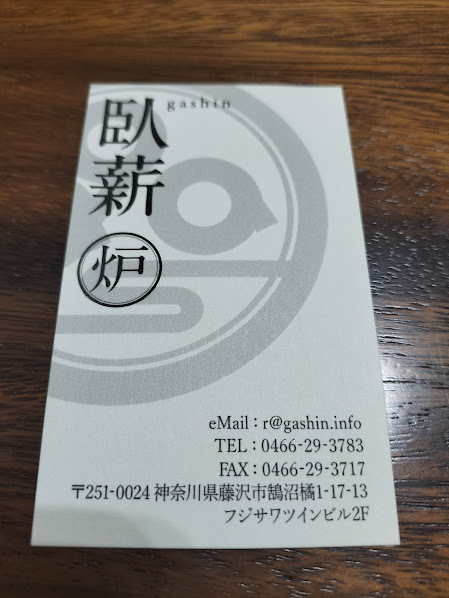 臥薪
gashin
炉
eMail : r@gashin.info
TEL : 0466-29-3783
FAX : 0466-29-3717
〒251-0024 神奈川県藤沢市鵠沼橘1-17-13
フジサワツインビル2F